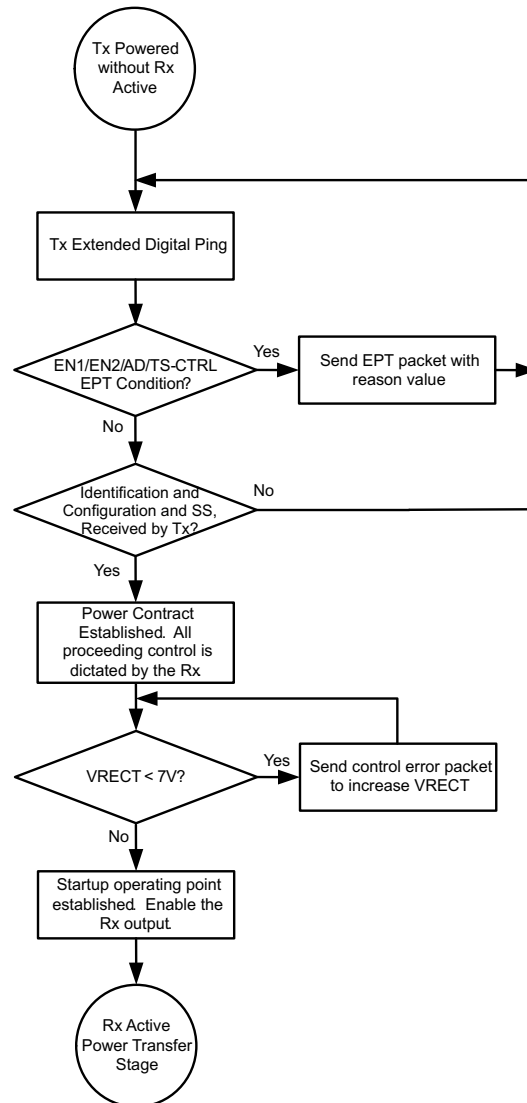 Tx Powered
without Rx
Active
Tx Extended Digital Ping
EN1/EN2/AD/TS-CTRL
EPT Condition?
Yes
Send EPT packet with
reason value
No
Identification and
Configuration and SS,
Received by Tx?
No
Yes
Power Contract
Established. All
proceeding control is
dictated by the Rx
VRECT < 7V?
Yes
Send control error packet
to increase VRECT
No
Startup operating point
established. Enable the
Rx output.
Rx Active
Power Transfer
Stage